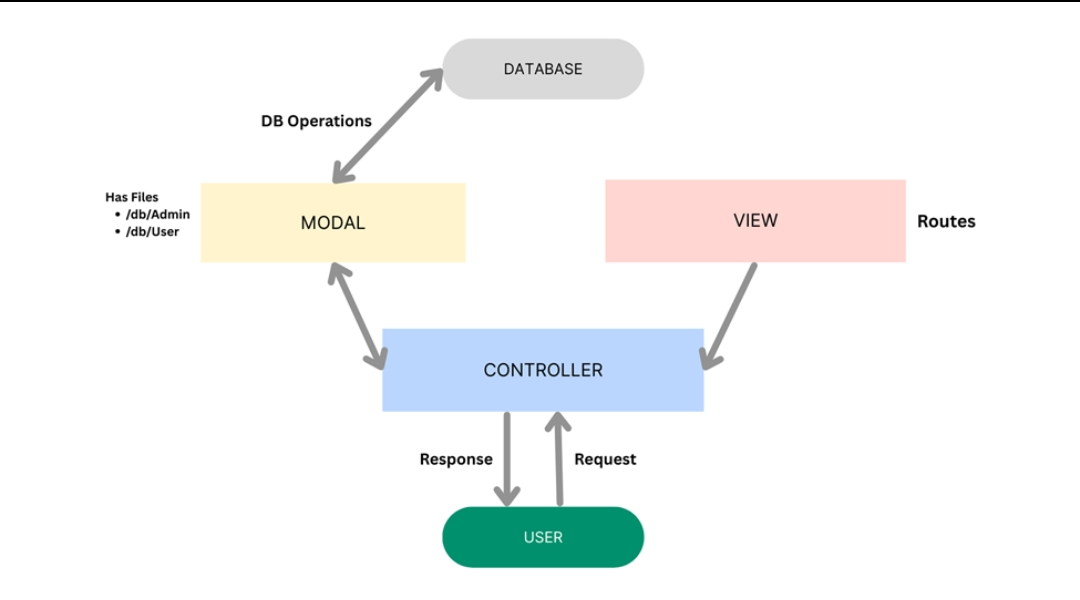 DATABASE
DB Operations
Has Files
• /db/Admin
• /db/User
MODAL
VIEW
Routes
CONTROLLER
Response
Request
USER